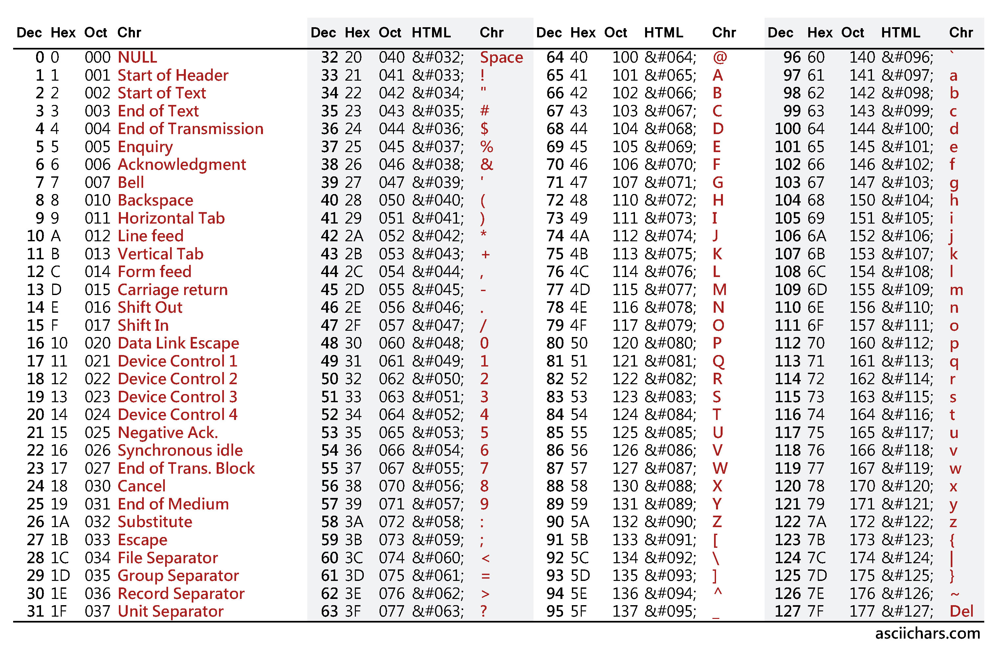 Dec Hex Oct Chr Dec Hex Oct HTML Chr Dec Hex Oct HTML Chr Dec Hex Oct HTML Chr
0 0 000 NULL 32 20 040 &#032; Space 64 40 100 &#064; @ 96 60 140 &#096; `
1 1 001 Start of Header 33 21 041 &#033; ! 65 41 101 &#065; A 97 61 141 &#097; a
2 2 002 Start of Text 34 22 042 &#034; " 66 42 102 &#066; B 98 62 142 &#098; b
3 3 003 End of Text 35 23 043 &#035; # 67 43 103 &#067; C 99 63 143 &#099; c
4 4 004 End of Transmission 36 24 044 &#036; $ 68 44 104 &#068; D 100 64 144 &#100; d
5 5 005 Enquiry 37 25 045 &#037; % 69 45 105 &#069; E 101 65 145 &#101; e
6 6 006 Acknowledgment 38 26 046 &#038; & 70 46 106 &#070; F 102 66 146 &#102; f
7 7 007 Bell 39 27 047 &#039; ' 71 47 107 &#071; G 103 67 147 &#103; g
8 8 010 Backspace 40 28 050 &#040; ( 72 48 110 &#072; H 104 68 150 &#104; h
9 9 011 Horizontal Tab 41 29 051 &#041; ) 73 49 111 &#073; I 105 69 151 &#105; i
10 A 012 Line feed 42 2A 052 &#042; * 74 4A 112 &#074; J 106 6A 152 &#106; j
11 B 013 Vertical Tab 43 2B 053 &#043; + 75 4B 113 &#075; K 107 6B 153 &#107; k
12 C 014 Form feed 44 2C 054 &#044; , 76 4C 114 &#076; L 108 6C 154 &#108; l
13 D 015 Carriage return 45 2D 055 &#045; - 77 4D 115 &#077; M 109 6D 155 &#109; m
14 E 016 Shift Out 46 2E 056 &#046; . 78 4E 116 &#078; N 110 6E 156 &#110; n
15 F 017 Shift In 47 2F 057 &#047; / 79 4F 117 &#079; O 111 6F 157 &#111; o
16 10 020 Data Link Escape 48 30 060 &#048; 0 80 50 120 &#080; P 112 70 160 &#112; p
17 11 021 Device Control 1 49 31 061 &#049; 1 81 51 121 &#081; Q 113 71 161 &#113; q
18 12 022 Device Control 2 50 32 062 &#050; 2 82 52 122 &#082; R 114 72 162 &#114; r
19 13 023 Device Control 3 51 33 063 &#051; 3 83 53 123 &#083; S 115 73 163 &#115; s
20 14 024 Device Control 4 52 34 064 &#052; 4 84 54 124 &#084; T 116 74 164 &#116; t
21 15 025 Negative Ack. 53 35 065 &#053; 5 85 55 125 &#085; U 117 75 165 &#117; u
22 16 026 Synchronous idle 54 36 066 &#054; 6 86 56 126 &#086; V 118 76 166 &#118; v
23 17 027 End of Trans. Block 55 37 067 &#055; 7 87 57 127 &#087; W 119 77 167 &#119; w
24 18 030 Cancel 56 38 070 &#056; 8 88 58 130 &#088; X 120 78 170 &#120; x
25 19 031 End of Medium 57 39 071 &#057; 9 89 59 131 &#089; Y 121 79 171 &#121; y
26 1A 032 Substitute 58 3A 072 &#058; : 90 5A 132 &#090; Z 122 7A 172 &#122; z
27 1B 033 Escape 59 3B 073 &#059; ; 91 5B 133 &#091; [ 123 7B 173 &#123; {
28 1C 034 File Separator 60 3C 074 &#060; < 92 5C 134 &#092; \ 124 7C 174 &#124; |
29 1D 035 Group Separator 61 3D 075 &#061; = 93 5D 135 &#093; ] 125 7D 175 &#125; }
30 1E 036 Record Separator 62 3E 076 &#062; > 94 5E 136 &#094; ^ 126 7E 176 &#126; ~
31 1F 037 Unit Separator 63 3F 077 &#063; ? 95 5F 137 &#095; _ 127 7F 177 &#127; Del
asciichars.com